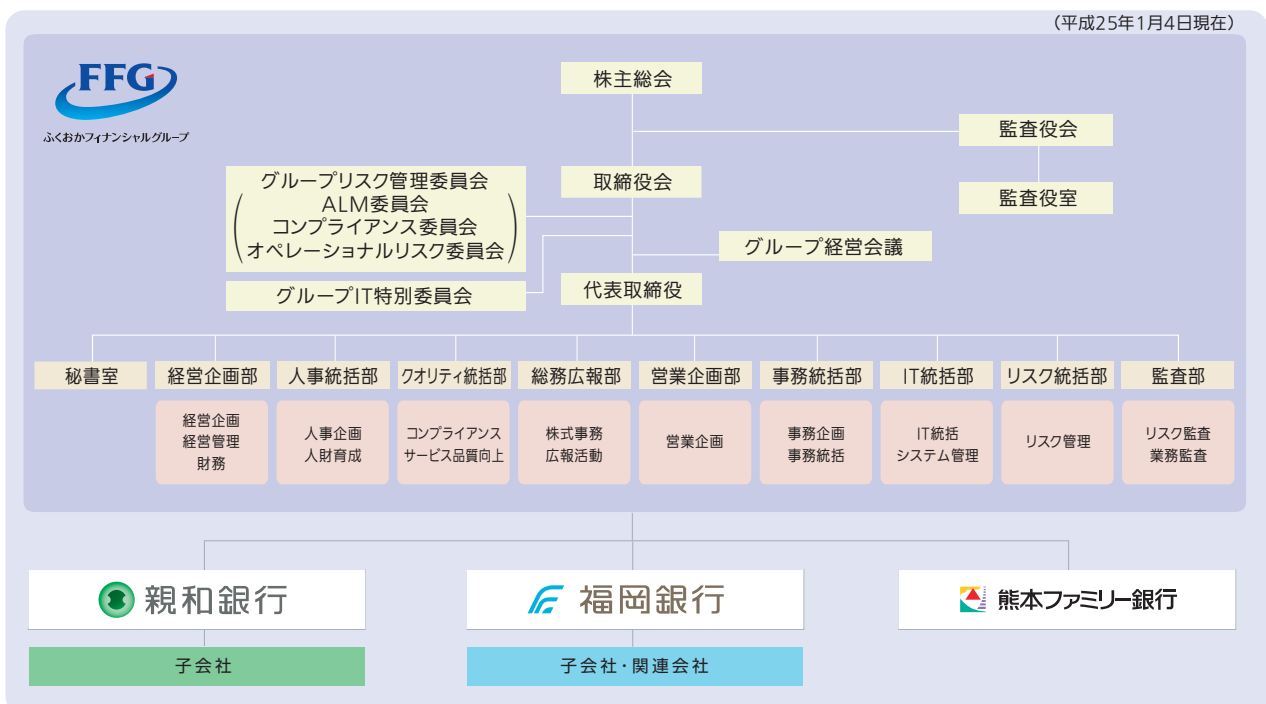 (平成25年1月4日現在)
FFG
ふくおかフィナンシャルグループ
株主総会
監査役会
監査役室
取締役会
グループリスク管理委員会
ALM委員会
コンプライアンス委員会
オペレーショナルリスク委員会
グループ経営会議
グループIT特別委員会
代表取締役
秘書室
経営企画部
人事統括部
クオリティ統括部
総務広報部
営業企画部
事務統括部
IT統括部
リスク統括部
監査部
経営企画
経営管理
財務
人事企画
人財育成
コンプライアンス
サービス品質向上
株式事務
広報活動
営業企画
事務企画
事務統括
IT統括
システム管理
リスク管理
リスク監査
業務監査
親和銀行
福岡銀行
熊本ファミリー銀行
子会社
子会社・関連会社